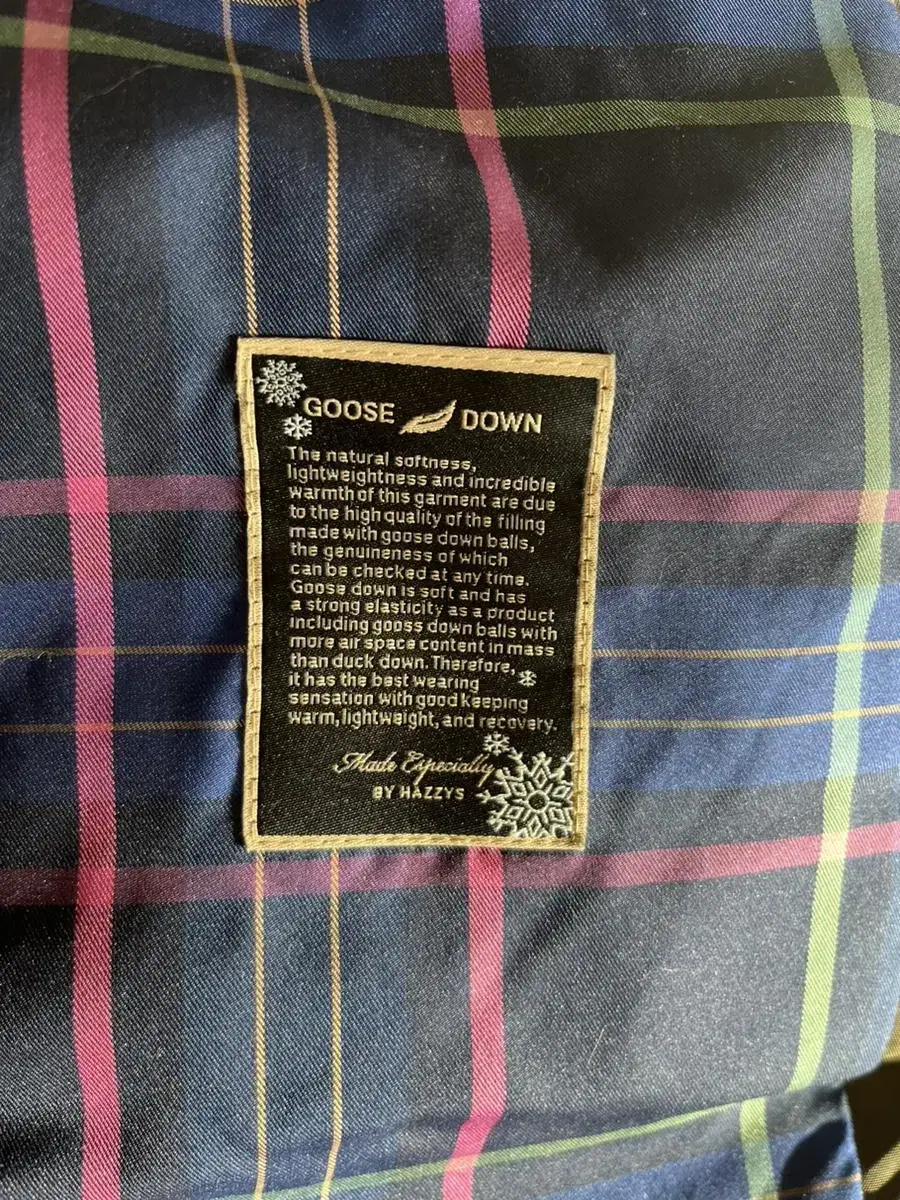 GOOSE DOWN
The natural softness,
lightweightness and incredible
warmth of this garment are due
to the high quality of the filling
made with goose down balls,
the genuineness of which
can be checked at any time.
Goose down is soft and has
a strong elasticity as a product
including gooss down balls with
more air space content in mass
than duck down. Therefore,
it has the best wearing
sensation with good keeping
warm, lightweight, and recovery.
Made Especially
BY HAZZYS